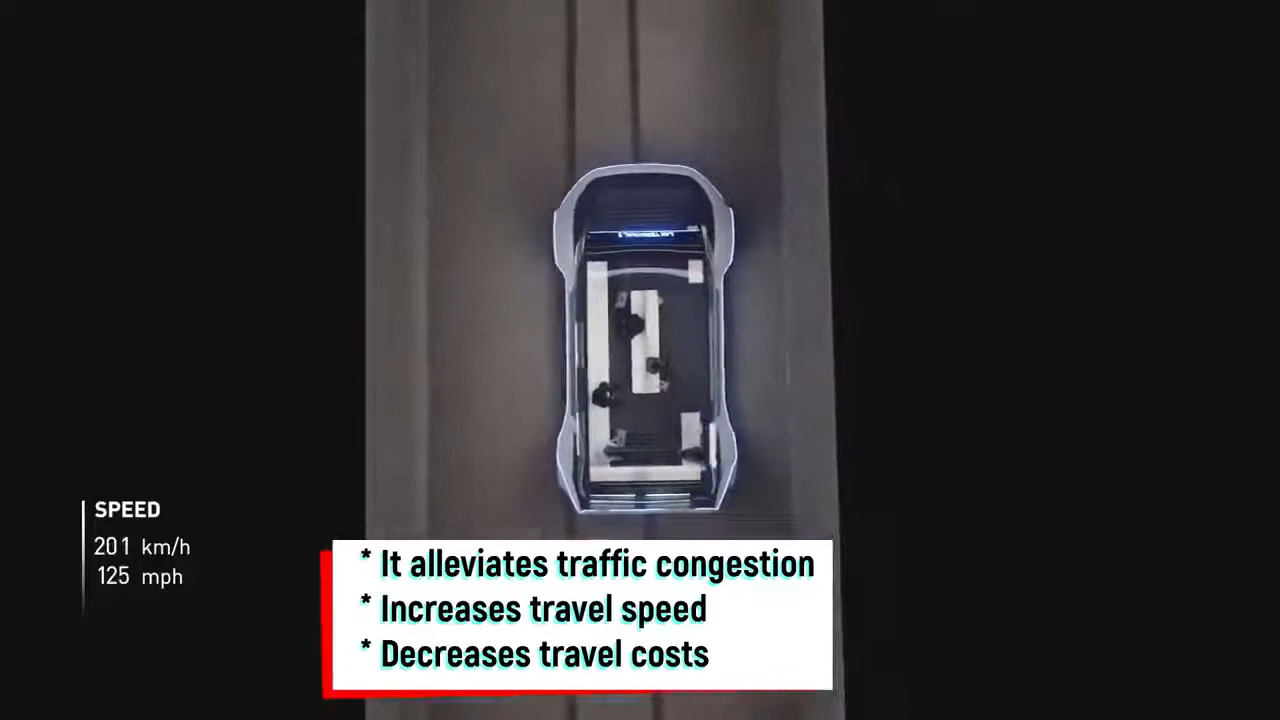 SPEED
201 km/h
125 mph
* It alleviates traffic congestion
* Increases travel speed
* Decreases travel costs